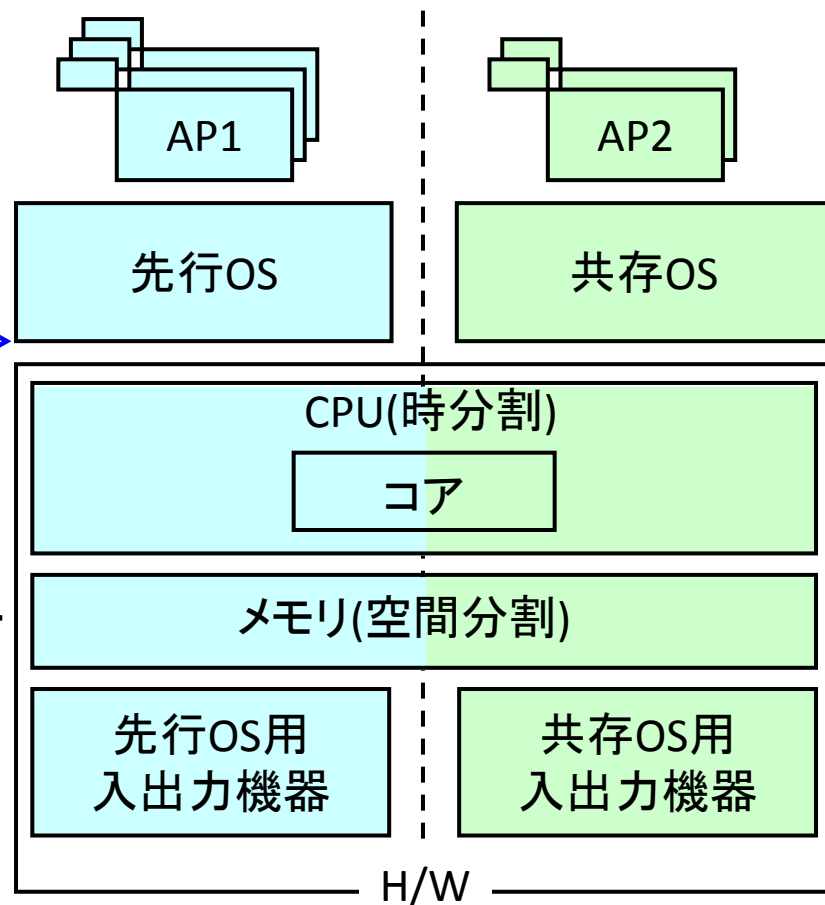 AP1
AP2
先行OS
共存OS
CPU(時分割)
コア
メモリ(空間分割)
先行OS用
入出力機器
共存OS用
入出力機器
H/W